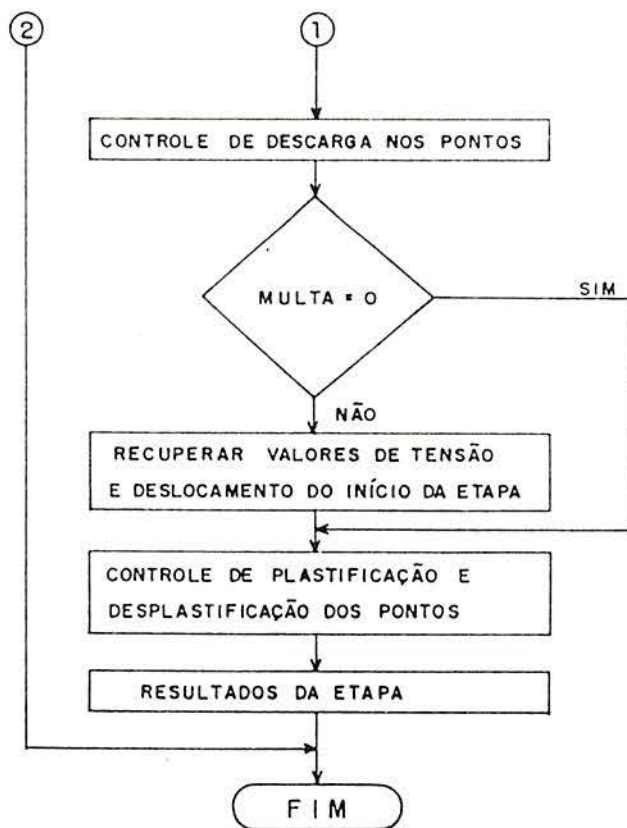 2 1
CONTROLE DE DESCARGA NOS PONTOS
MULTA = 0
SIM
NÃO
RECUPERAR VALORES DE TENSÃO
E DESLOCAMENTO DO INÍCIO DA ETAPA
CONTROLE DE PLASTIFICAÇÃO E
DESPLASTIFICAÇÃO DOS PONTOS
RESULTADOS DA ETAPA
FIM